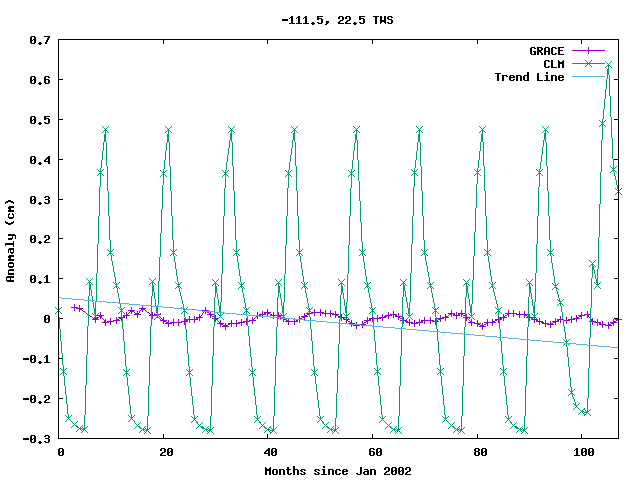 -111.5, 22.5 TWS
GRACE
CLM
Trend Line
0.7
0.6
0.5
0.4
0.3
0.2
0.1
0
-0.1
-0.2
-0.3
Anomaly (cm)
0 20 40 60 80 100
Months since Jan 2002